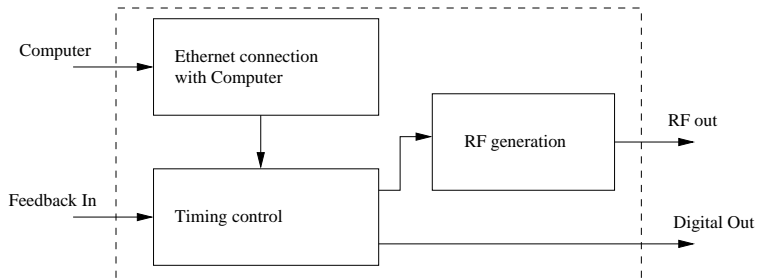 Computer
Ethernet connection
with Computer
RF generation
RF out
Feedback In
Timing control
Digital Out